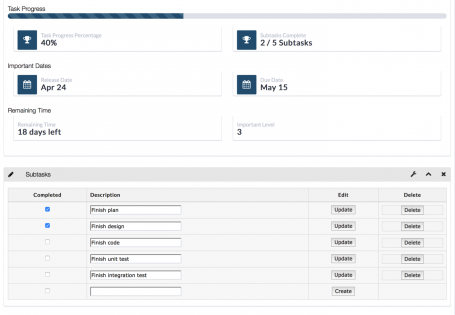 Task Progress
Task Progress Percentage
40%
Subtasks Complete
2 / 5 Subtasks
Important Dates
Release Date
Apr 24
Due Date
May 15
Remaining Time
Remaining Time
18 days left
Important Level
3
Subtasks
Completed Description Edit Delete
Finish plan Update Delete
Finish design Update Delete
Finish code Update Delete
Finish unit test Update Delete
Finish integration test Update Delete
Create